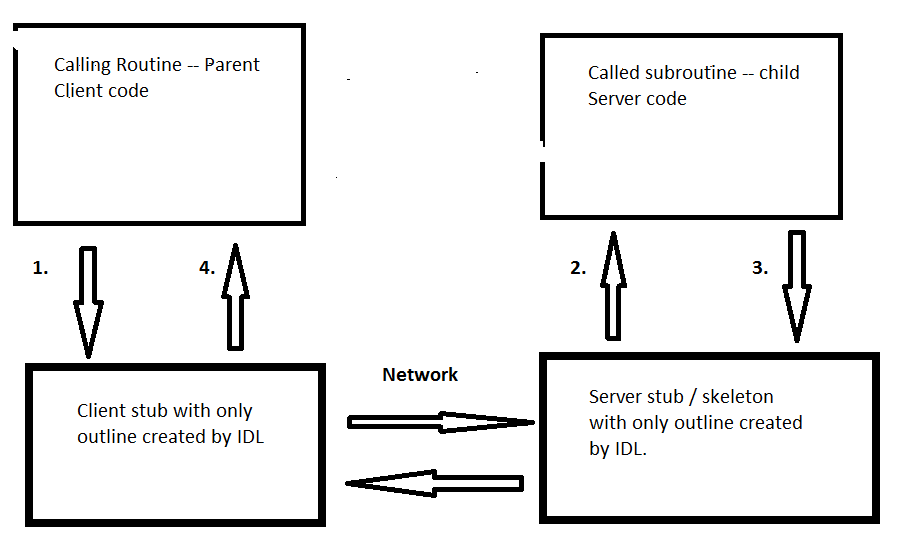 Calling Routine -- Parent
Client code
Called subroutine -- child
Server code
1.
4.
2.
3.
Network
Client stub with only
outline created by IDL
Server stub / skeleton
with only outline created
by IDL.